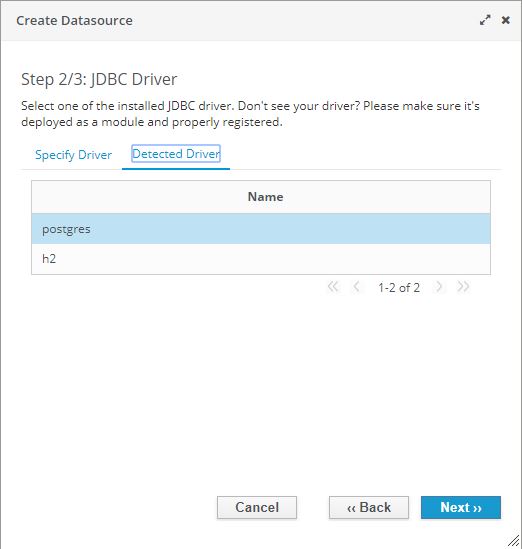 Create Datasource
Step 2/3: JDBC Driver
Select one of the installed JDBC driver. Don't see your driver? Please make sure it's
deployed as a module and properly registered.
Specify Driver
Detected Driver
Name
postgres
h2
1-2 of 2
Cancel
‹‹ Back
Next ››